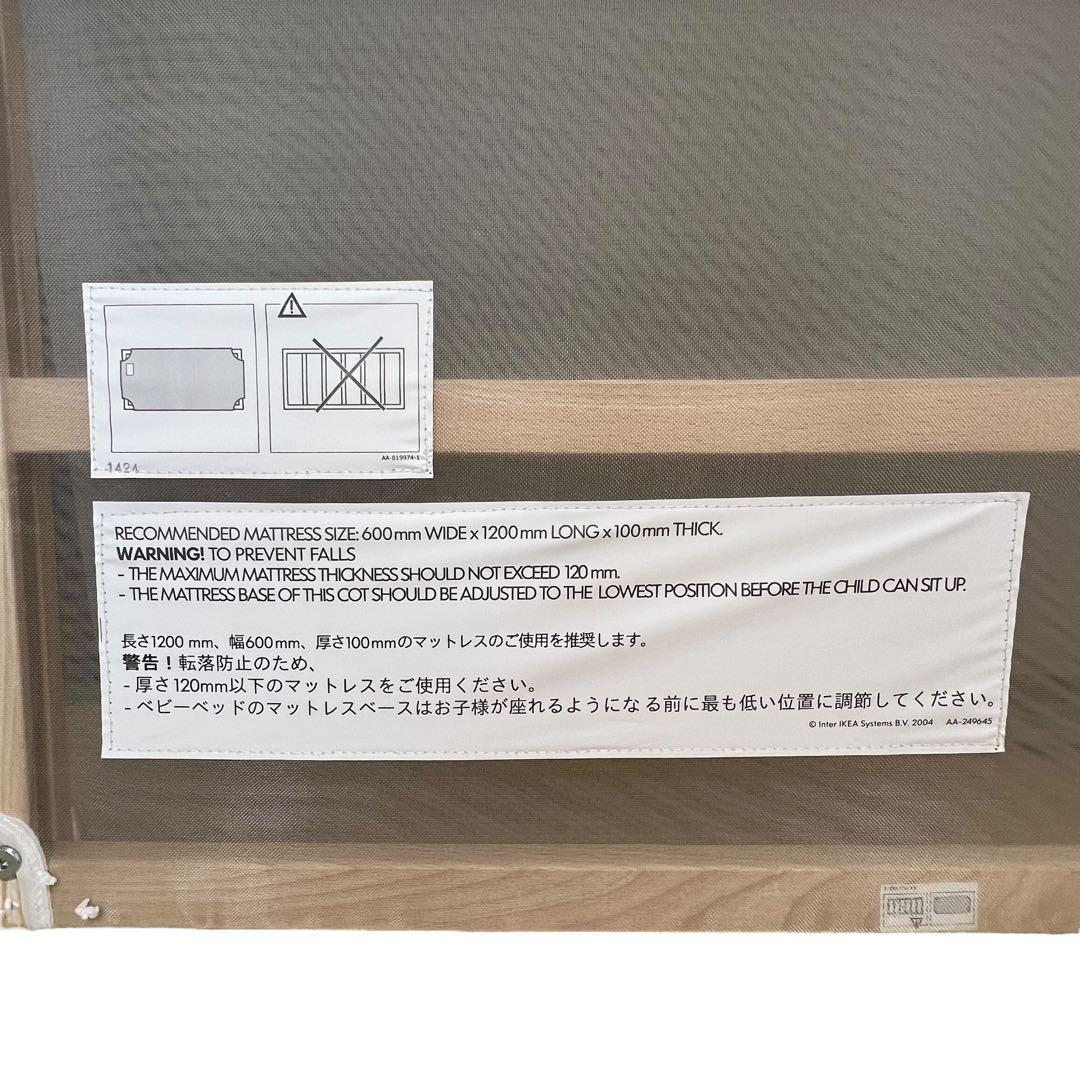 AA-619974-1
1424
RECOMMENDED MATTRESS SIZE: 600 mm WIDE x 1200 mm LONG x 100 mm THICK.
WARNING! TO PREVENT FALLS
- THE MAXIMUM MATTRESS THICKNESS SHOULD NOT EXCEED 120 mm.
- THE MATTRESS BASE OF THIS COT SHOULD BE ADJUSTED TO THE LOWEST POSITION BEFORE THE CHILD CAN SIT UP.
長さ1200 mm、幅600mm、厚さ100mmのマットレスのご使用を推奨します。
警告！転落防止のため、
- 厚さ120mm以下のマットレスをご使用ください。
- ベビーベッドのマットレスベースはお子様が座れるようになる前に最も低い位置に調節してください。
© Inter IKEA Systems B.V. 2004 AA-249645